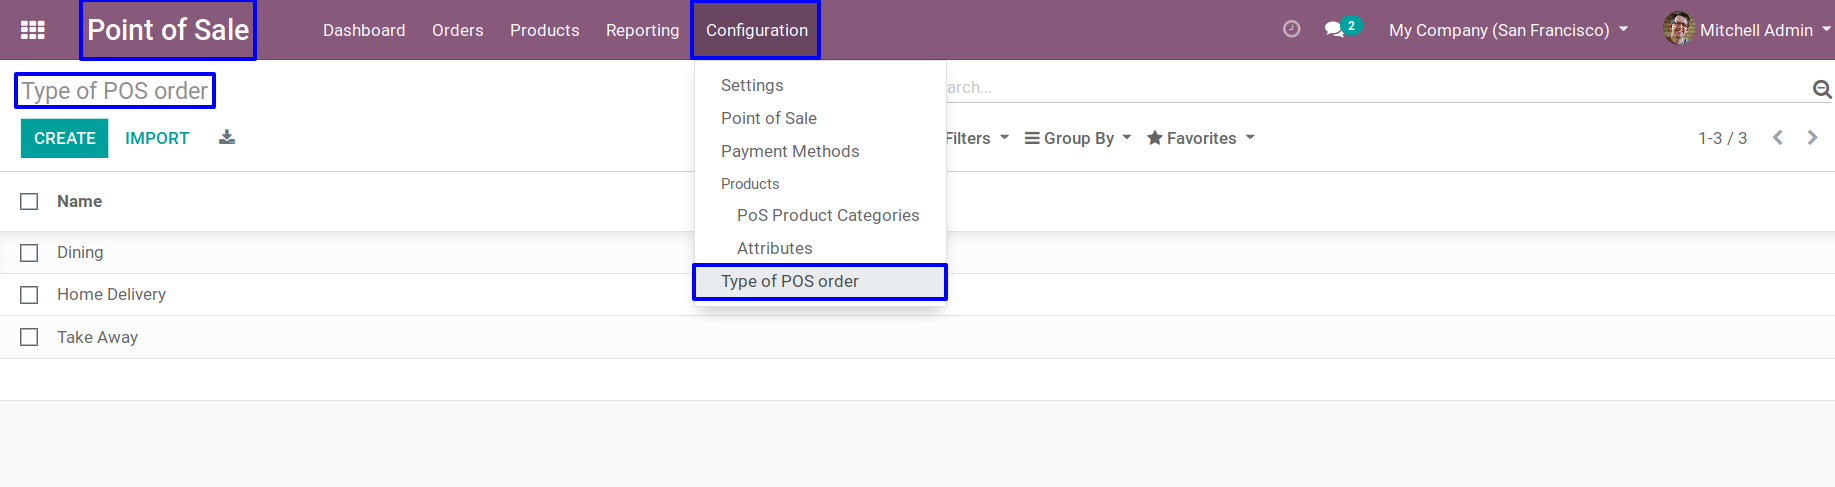 Point of Sale Dashboard Orders Products Reporting Configuration 2 My Company (San Francisco) Mitchell Admin
Type of POS order arch...
CREATE IMPORT Filters Group By Favorites 1-3 / 3
Settings
Point of Sale
Payment Methods
Products
PoS Product Categories
Attributes
Type of POS order
Name
Dining
Home Delivery
Take Away